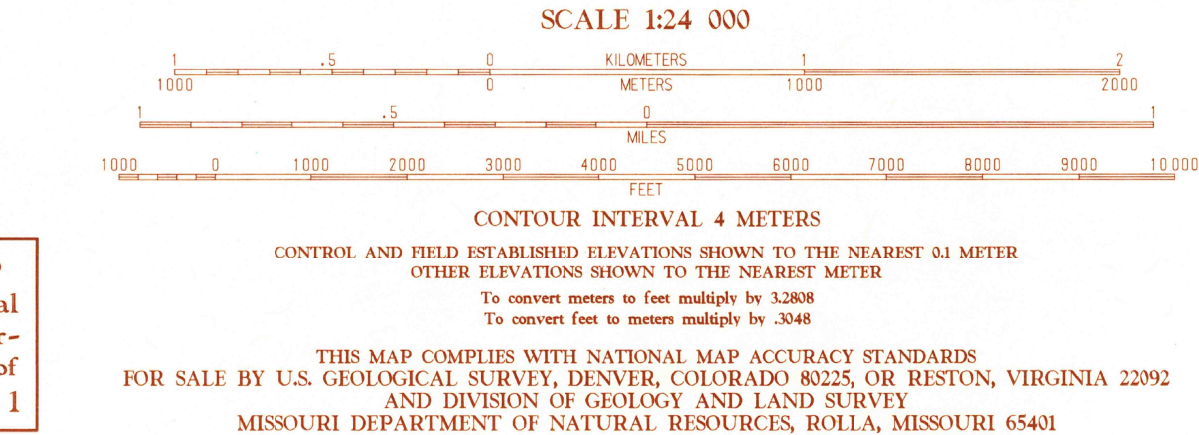 SCALE 1:24 000
1 .5 0 KILOMETERS 1 2
1000 0 METERS 1000 2000
1 .5 0 1
MILES
1000 0 1000 2000 3000 4000 5000 6000 7000 8000 9000 10 000
FEET
CONTOUR INTERVAL 4 METERS
CONTROL AND FIELD ESTABLISHED ELEVATIONS SHOWN TO THE NEAREST 0.1 METER
OTHER ELEVATIONS SHOWN TO THE NEAREST METER
To convert meters to feet multiply by 3.2808
To convert feet to meters multiply by .3048
THIS MAP COMPLIES WITH NATIONAL MAP ACCURACY STANDARDS
FOR SALE BY U.S. GEOLOGICAL SURVEY, DENVER, COLORADO 80225, OR RESTON, VIRGINIA 22092
AND DIVISION OF GEOLOGY AND LAND SURVEY
MISSOURI DEPARTMENT OF NATURAL RESOURCES, ROLLA, MISSOURI 65401
al
r-
of
1